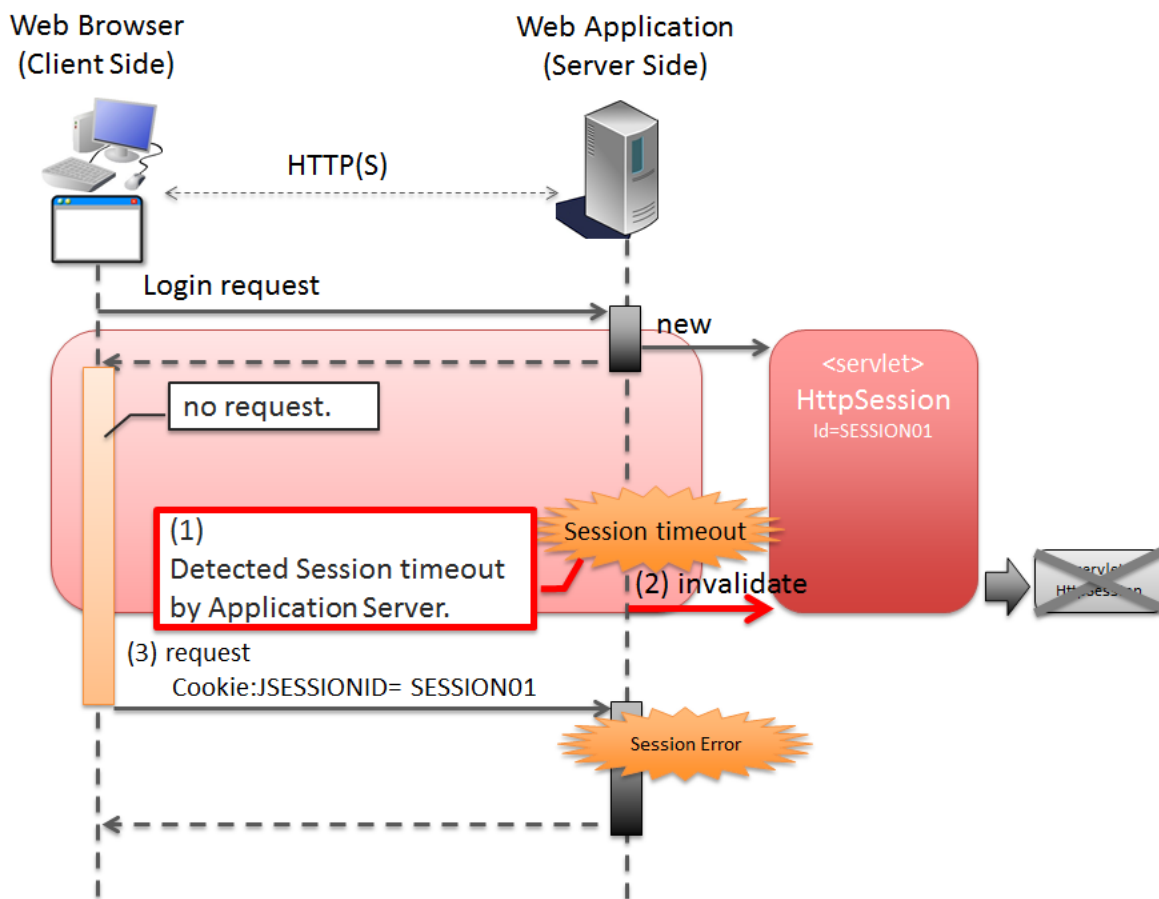 Web Browser
(Client Side)
Web Application
(Server Side)
HTTP(S)
Login request
new
<servlet>
HttpSession
Id=SESSION01
no request.
(1)
Detected Session timeout
by Application Server.
Session timeout
(2) invalidate
HttpSession
(3) request
Cookie:JSESSIONID= SESSION01
Session Error